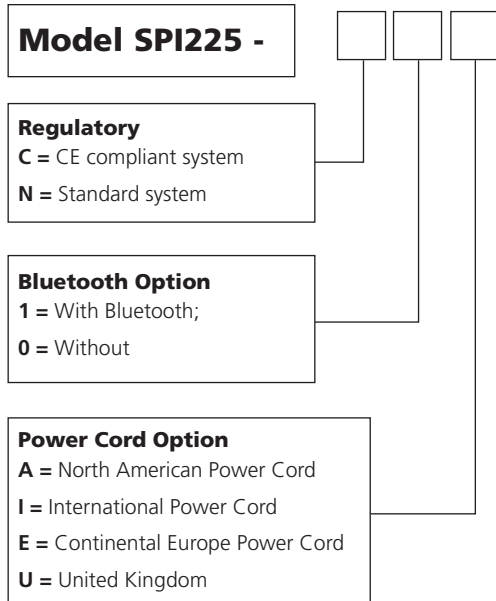 Model SPI225 -
Regulatory
C = CE compliant system
N = Standard system
Bluetooth Option
1 = With Bluetooth;
0 = Without
Power Cord Option
A = North American Power Cord
I = International Power Cord
E = Continental Europe Power Cord
U = United Kingdom